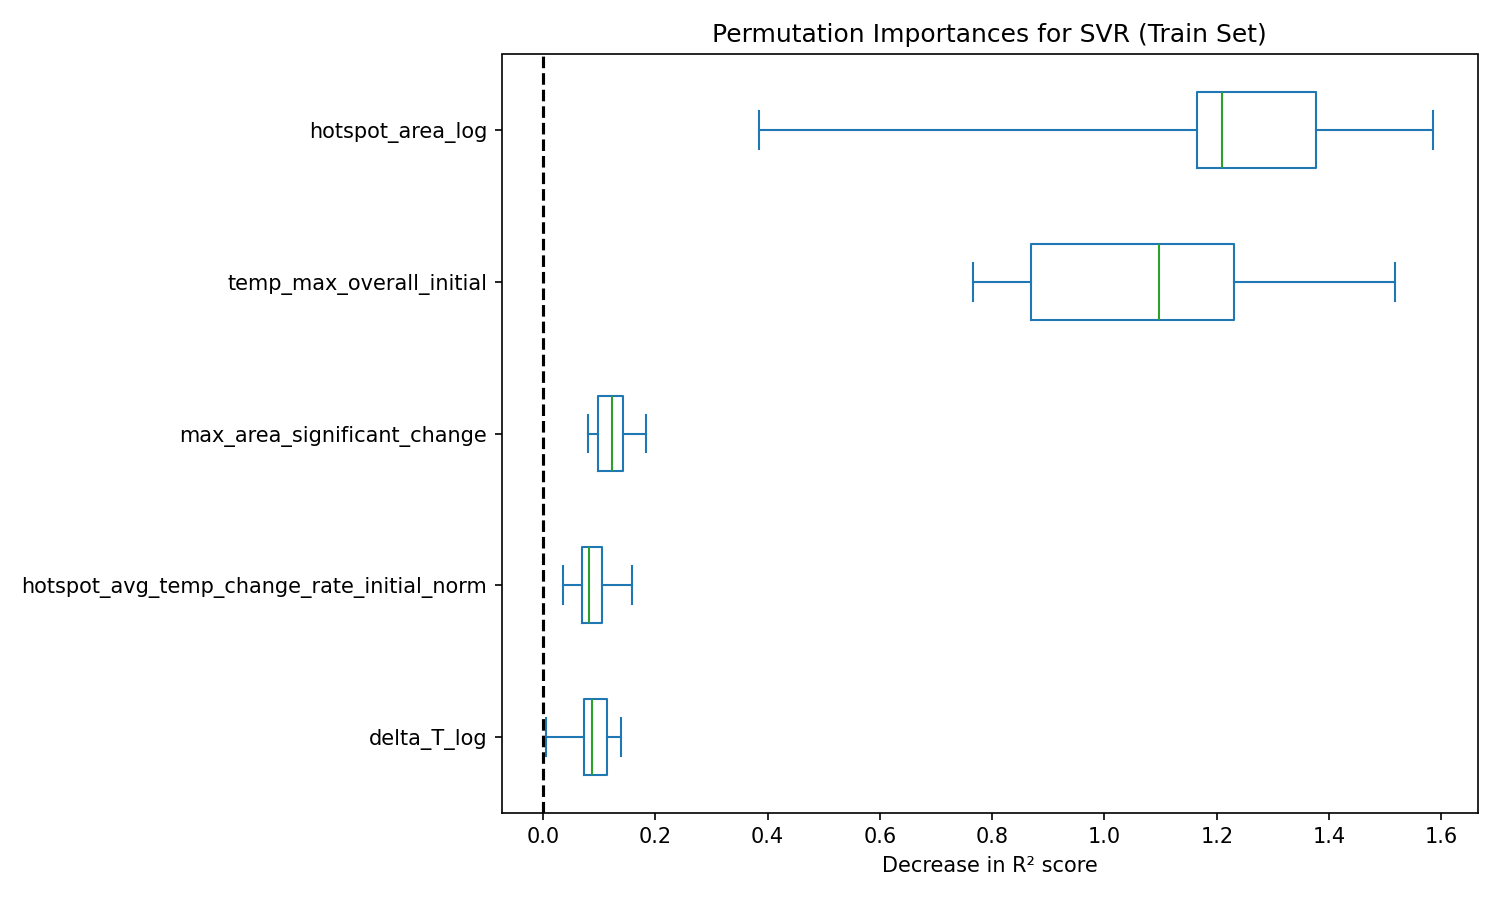 Permutation Importances for SVR (Train Set)
hotspot_area_log
temp_max_overall_initial
max_area_significant_change
hotspot_avg_temp_change_rate_initial_norm
delta_T_log
0.0 0.2 0.4 0.6 0.8 1.0 1.2 1.4 1.6
Decrease in R² score